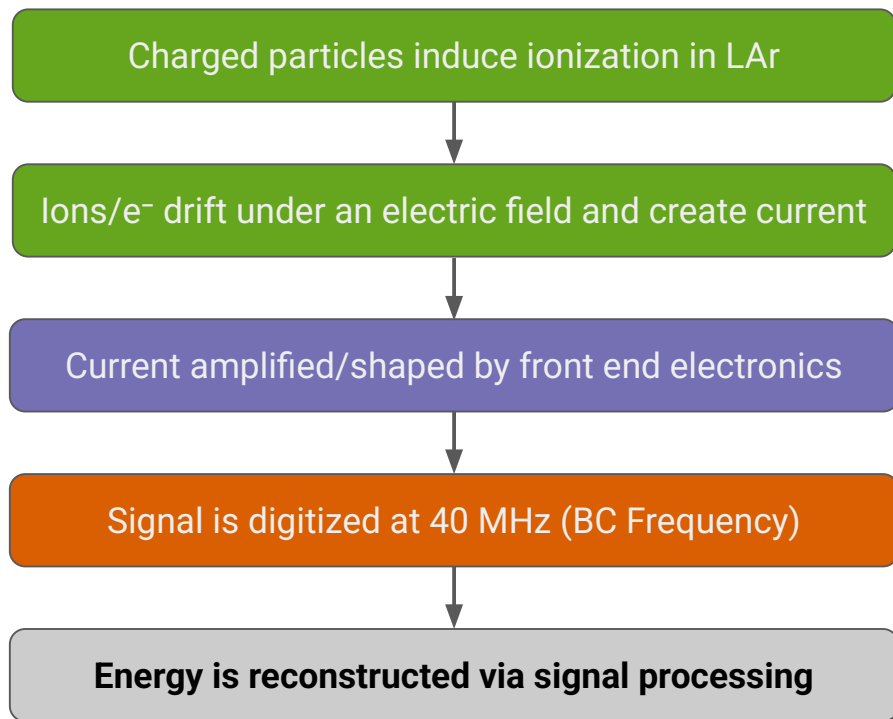 Charged particles induce ionization in LAr
Ions/e⁻ drift under an electric field and create current
Current amplified/shaped by front end electronics
Signal is digitized at 40 MHz (BC Frequency)
Energy is reconstructed via signal processing